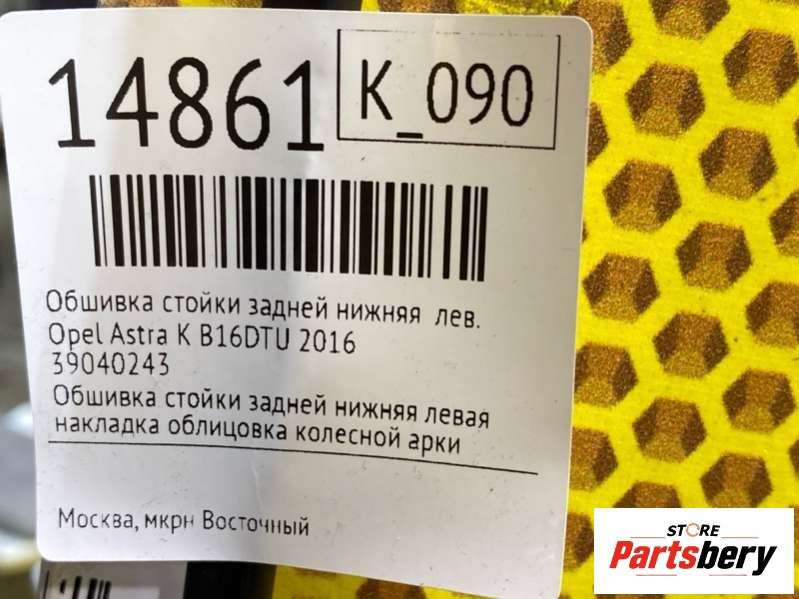 14861
K_090
Обшивка стойки задней нижняя лев.
Opel Astra K B16DTU 2016
39040243
Обшивка стойки задней нижняя левая
накладка облицовка колесной арки
Москва, мкрн Восточный
STORE
Partsbery